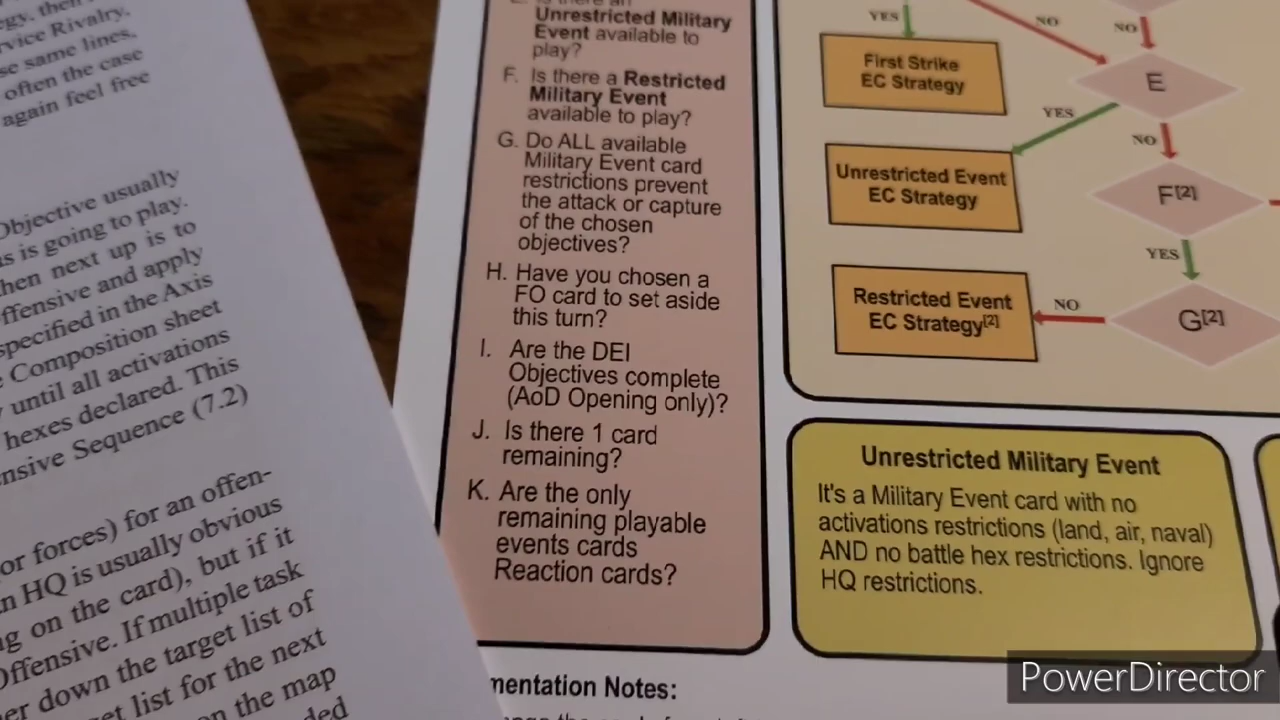 egy, then
rvice Rivalry.
se same lines,
often the case
again feel free
Objective usually
is going to play.
then next up is to
ffensive and apply
specified in the Axis
Composition sheet
until all activations
hexes declared. This
ensive Sequence (7.2)
or forces) for an offen-
n HQ is usually obvious
g on the card), but if it
Offensive. If multiple task
er down the target list of
et list for the next
on the map
ded
Unrestricted Military
Event available to
play?
F. Is there a Restricted
Military Event
available to play?
G. Do ALL available
Military Event card
restrictions prevent
the attack or capture
of the chosen
objectives?
H. Have you chosen a
FO card to set aside
this turn?
I. Are the DEI
Objectives complete
(AoD Opening only)?
J. Is there 1 card
remaining?
K. Are the only
remaining playable
events cards
Reaction cards?
mentation Notes:
YES
NO
NO
First Strike
EC Strategy
E
YES
NO
Unrestricted Event
EC Strategy
F[2]
YES
Restricted Event
EC Strategy[2]
NO
G[2]
Unrestricted Military Event
It's a Military Event card with no
activations restrictions (land, air, naval)
AND no battle hex restrictions. Ignore
HQ restrictions.
PowerDirector